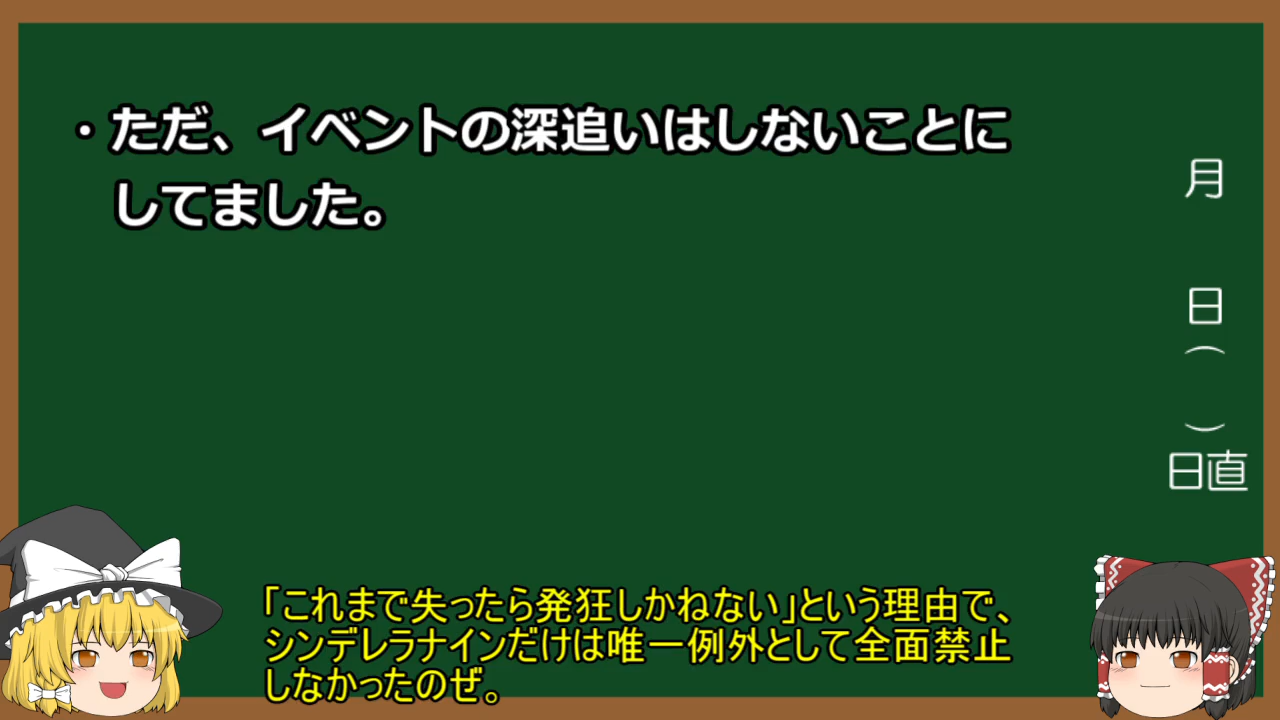 ・ただ、イベントの深追いはしないことに
してました。
月
日
（
）
日直
「これまで失ったら発狂しかねない」という理由で、
シンデレラナインだけは唯一例外として全面禁止
しなかったのぜ。